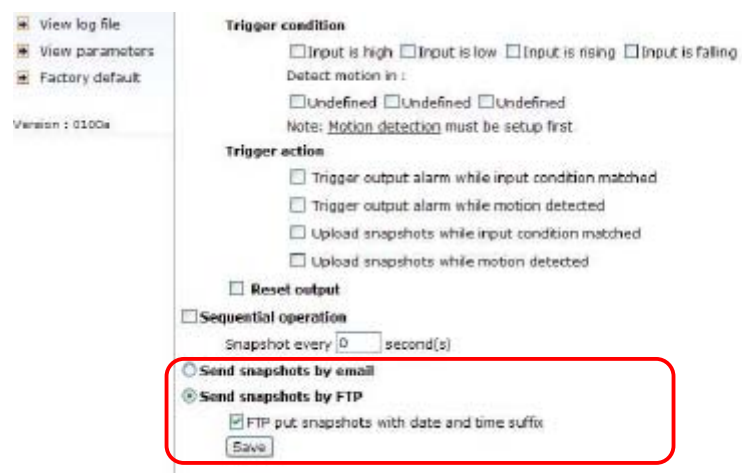 View log file
View parameters
Factory default
Version : 0100a
Trigger condition
Input is high Input is low Input is rising Input is falling
Detect motion in :
Undefined Undefined Undefined
Note: Motion detection must be setup first
Trigger action
Trigger output alarm while input condition matched
Trigger output alarm while motion detected
Upload snapshots while input condition matched
Upload snapshots while motion detected
Reset output
Sequential operation
Snapshot every 0 second(s)
Send snapshots by email
Send snapshots by FTP
FTP put snapshots with date and time suffix
Save